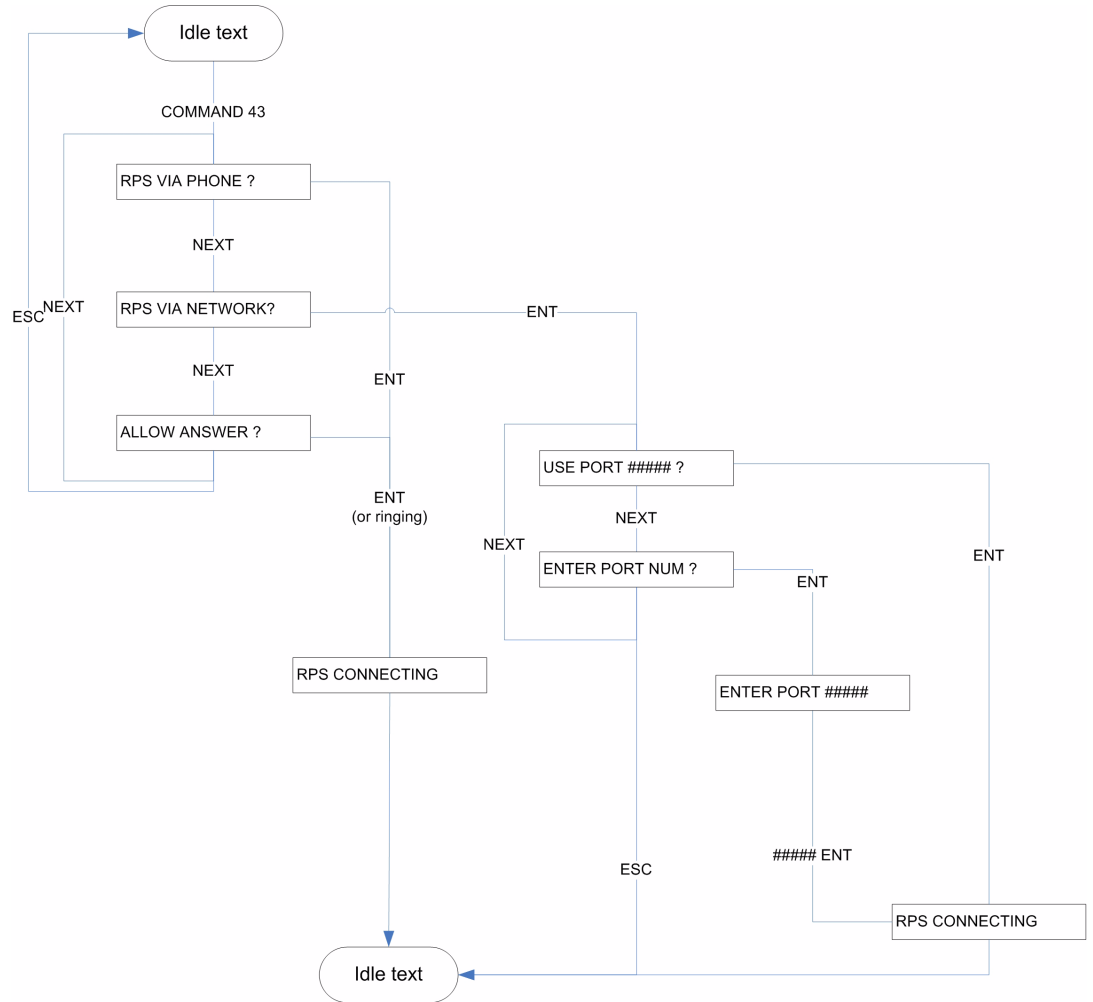 Idle text
COMMAND 43
RPS VIA PHONE ?
NEXT
RPS VIA NETWORK?
NEXT
ESC
ENT
NEXT
ENT
ALLOW ANSWER ?
USE PORT ##### ?
ENT
(or ringing)
NEXT
NEXT
ENT
ENTER PORT NUM ?
ENT
RPS CONNECTING
ENTER PORT #####
##### ENT
ESC
RPS CONNECTING
Idle text